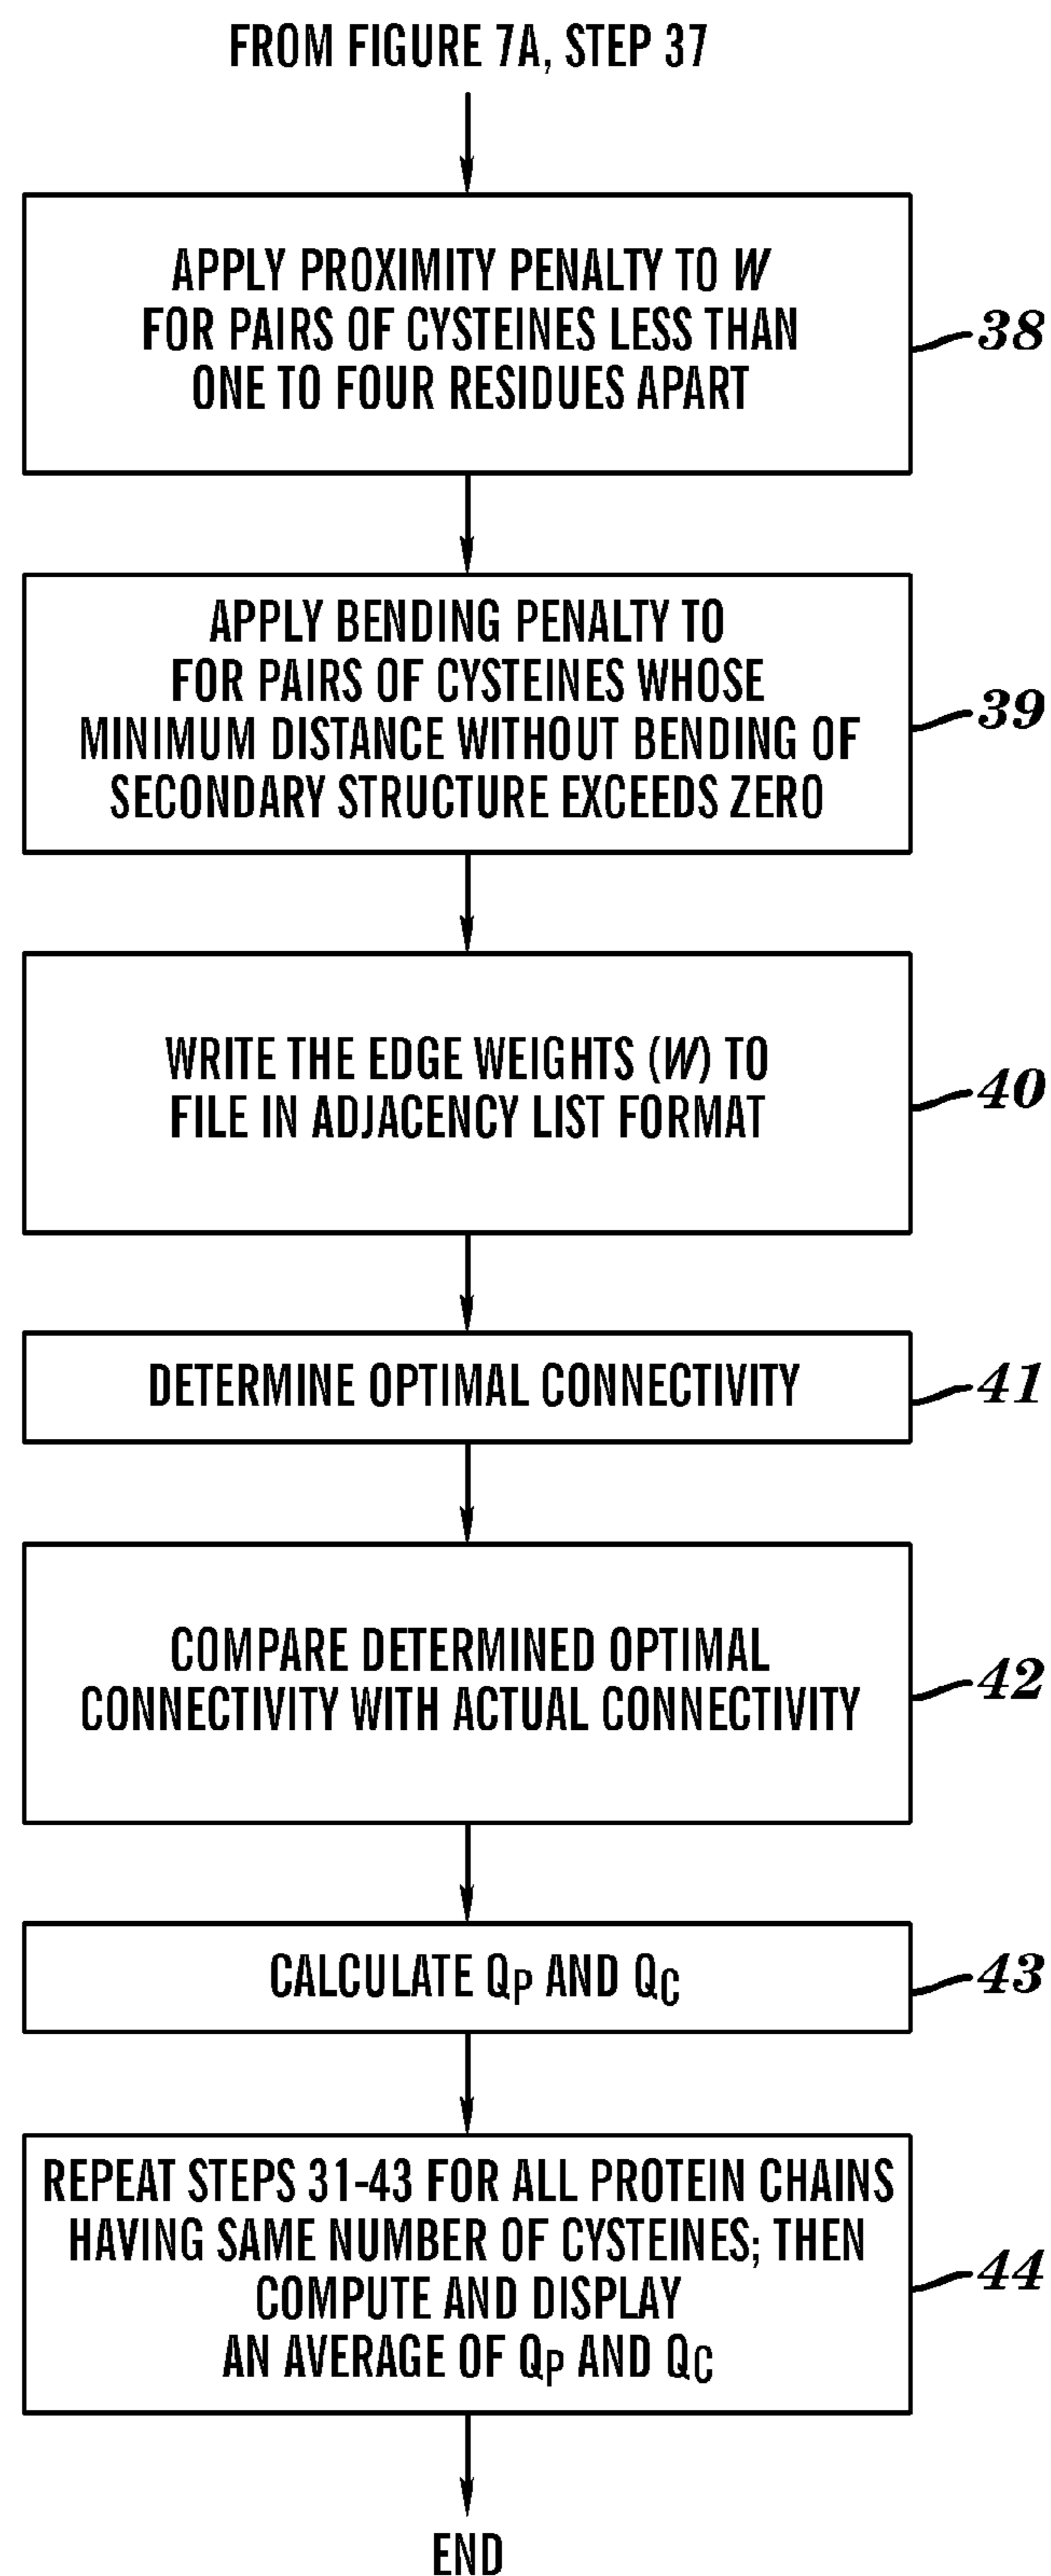 FROM FIGURE 7A, STEP 37
APPLY PROXIMITY PENALTY TO W
FOR PAIRS OF CYSTEINES LESS THAN
ONE TO FOUR RESIDUES APART
38
APPLY BENDING PENALTY TO
FOR PAIRS OF CYSTEINES WHOSE
MINIMUM DISTANCE WITHOUT BENDING OF
SECONDARY STRUCTURE EXCEEDS ZERO
39
WRITE THE EDGE WEIGHTS (W) TO
FILE IN ADJACENCY LIST FORMAT
40
DETERMINE OPTIMAL CONNECTIVITY
41
COMPARE DETERMINED OPTIMAL
CONNECTIVITY WITH ACTUAL CONNECTIVITY
42
CALCULATE QP AND QC
43
REPEAT STEPS 31-43 FOR ALL PROTEIN CHAINS
HAVING SAME NUMBER OF CYSTEINES; THEN
COMPUTE AND DISPLAY
AN AVERAGE OF QP AND QC
44
END